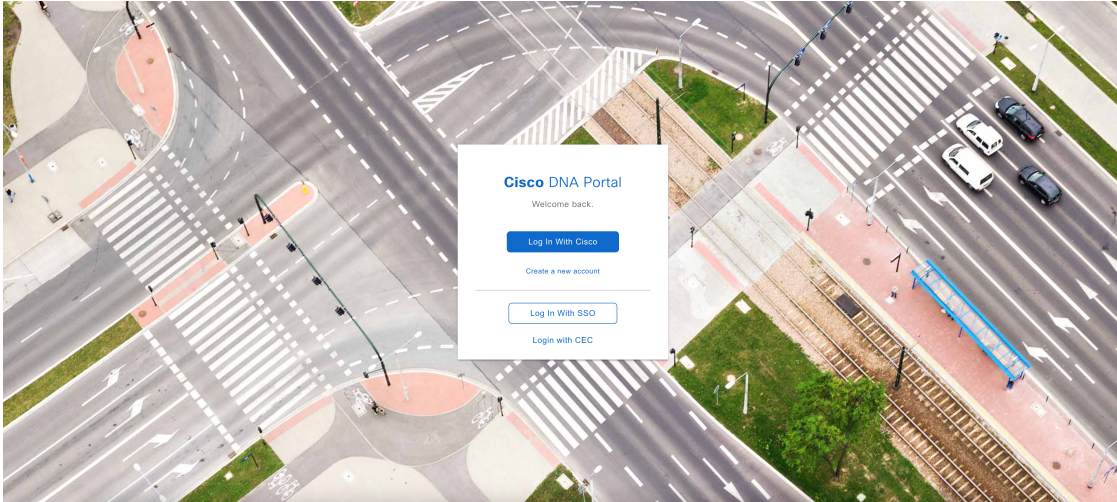 Cisco DNA Portal
Welcome back.
Log In With Cisco
Create a new account
Log In With SSO
Login with CEC